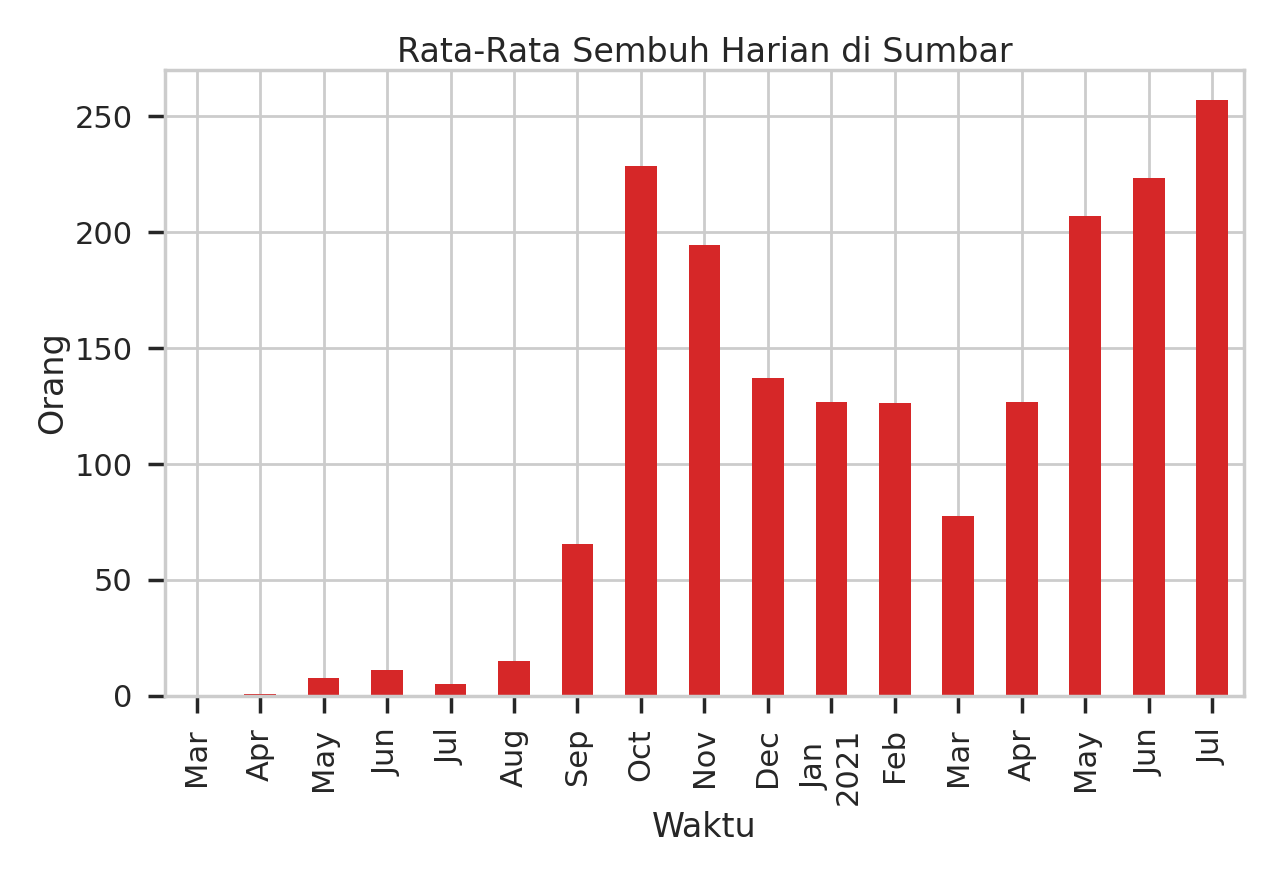 Rata-Rata Sembuh Harian di Sumbar
Orang
250
200
150
100
50
0
Mar
Apr
May
Jun
Jul
Aug
Sep
Oct
Nov
Dec
Jan
2021
Feb
Mar
Apr
May
Jun
Jul
Waktu